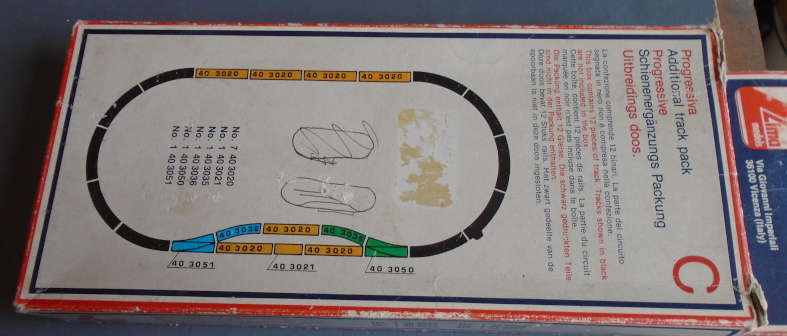 Progressiva
Additional track pack
Progressive
Schienenergänzungs Packung
Uitbreidings doos.
C
La confezione comprende 12 binari. La parte del circuito
segnata in nero non è compresa nella confezione
This box contains 12 pieces of track. Tracks shown in black
are not included in the box.
Cette boîte contient 12 pièces de rails. La partie du circuit
marquée en noir n'est pas incluse dans la boîte.
Die Packung enthält 12 Gleise. Die schwarz gedruckten Teile
sind nicht in der Packung enthalten.
Deze doos bevat 12 Stuks rails. Het zwart gedeelte van de
spoorbaan is niet in deze doos ingesloten.
40 3020
40 3020
40 3020
40 3020
No. 7 40 3020
No. 1 40 3021
No. 1 40 3035
No. 1 40 3036
No. 1 40 3050
No. 1 40 3051
40 3036
40 3020
40 3035
40 3020
40 3020
40 3051
40 3021
40 3050
Lima
models
Via Giovanni Imperiali
36100 Vicenza (Italy)